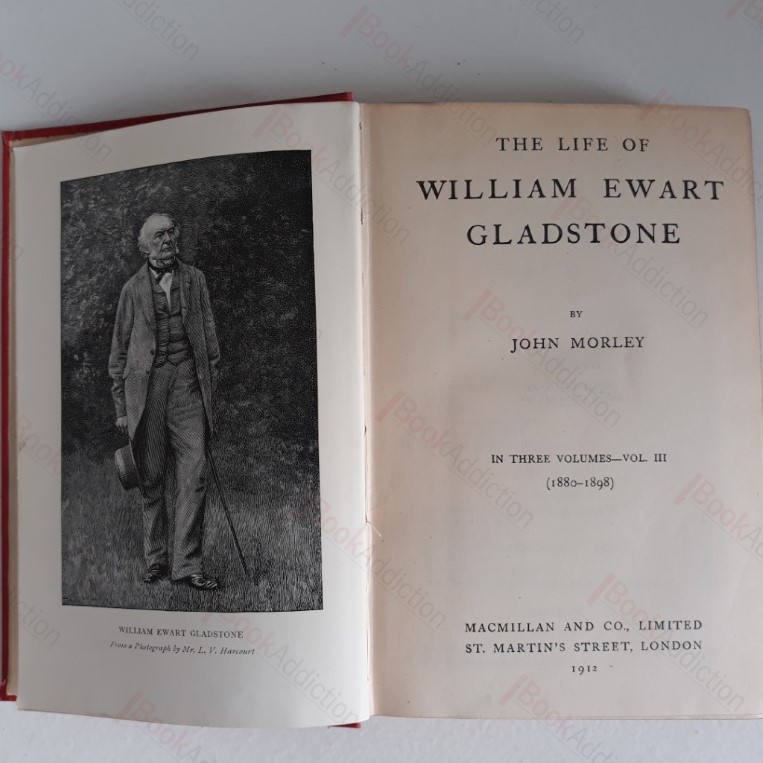 WILLIAM EWART GLADSTONE
From a Photograph by Mr. L. V. Harcourt
THE LIFE OF
WILLIAM EWART
GLADSTONE
BY
JOHN MORLEY
IN THREE VOLUMES—VOL. III
(1880–1898)
MACMILLAN AND CO., LIMITED
ST. MARTIN'S STREET, LONDON
1912
BookAddiction